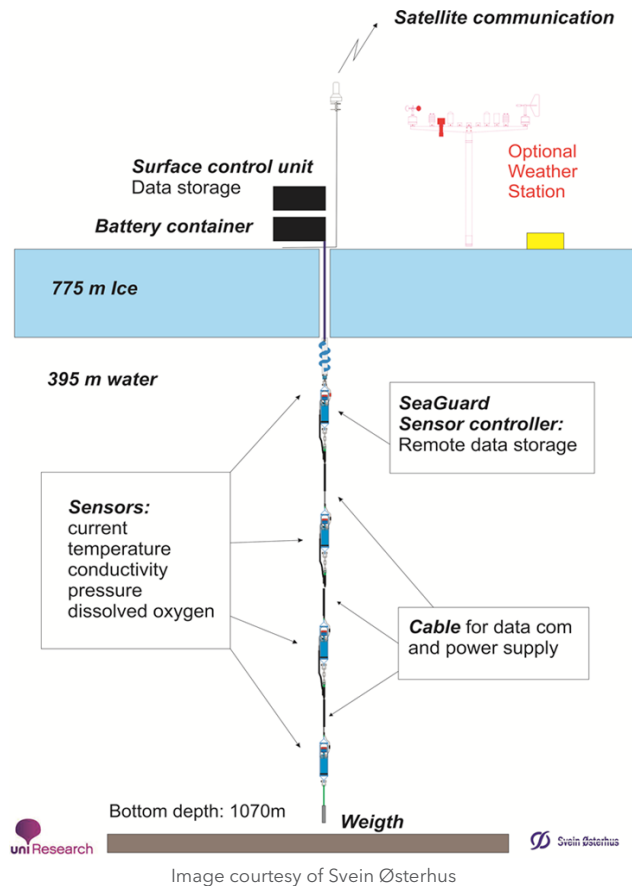 Satellite communication
Optional
Weather
Station
Surface control unit
Data storage
Battery container
775 m Ice
395 m water
SeaGuard
Sensor controller:
Remote data storage
Sensors:
current
temperature
conductivity
pressure
dissolved oxygen
Cable for data com
and power supply
Bottom depth: 1070m
Weigth
uni Research
Svein Østerhus
Image courtesy of Svein Østerhus